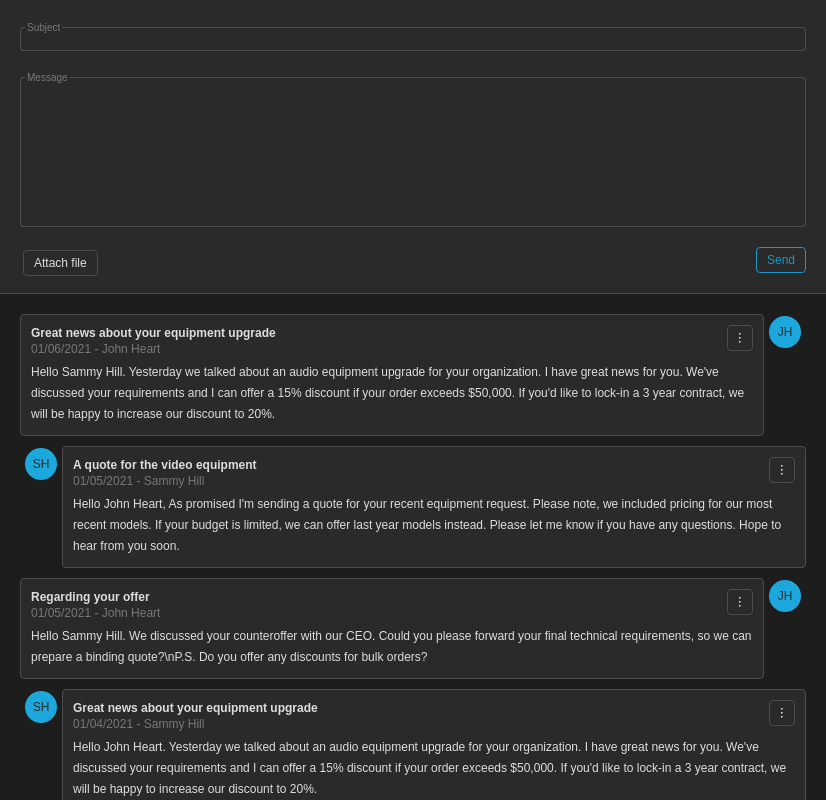 Subject
Message
Attach file
Send
Great news about your equipment upgrade
01/06/2021 - John Heart
JH
Hello Sammy Hill. Yesterday we talked about an audio equipment upgrade for your organization. I have great news for you. We've
discussed your requirements and I can offer a 15% discount if your order exceeds $50,000. If you'd like to lock-in a 3 year contract, we
will be happy to increase our discount to 20%.
SH
A quote for the video equipment
01/05/2021 - Sammy Hill
Hello John Heart, As promised I'm sending a quote for your recent equipment request. Please note, we included pricing for our most
recent models. If your budget is limited, we can offer last year models instead. Please let me know if you have any questions. Hope to
hear from you soon.
Regarding your offer
01/05/2021 - John Heart
JH
Hello Sammy Hill. We discussed your counteroffer with our CEO. Could you please forward your final technical requirements, so we can
prepare a binding quote?\nP.S. Do you offer any discounts for bulk orders?
SH
Great news about your equipment upgrade
01/04/2021 - Sammy Hill
Hello John Heart. Yesterday we talked about an audio equipment upgrade for your organization. I have great news for you. We've
discussed your requirements and I can offer a 15% discount if your order exceeds $50,000. If you'd like to lock-in a 3 year contract, we
will be happy to increase our discount to 20%.